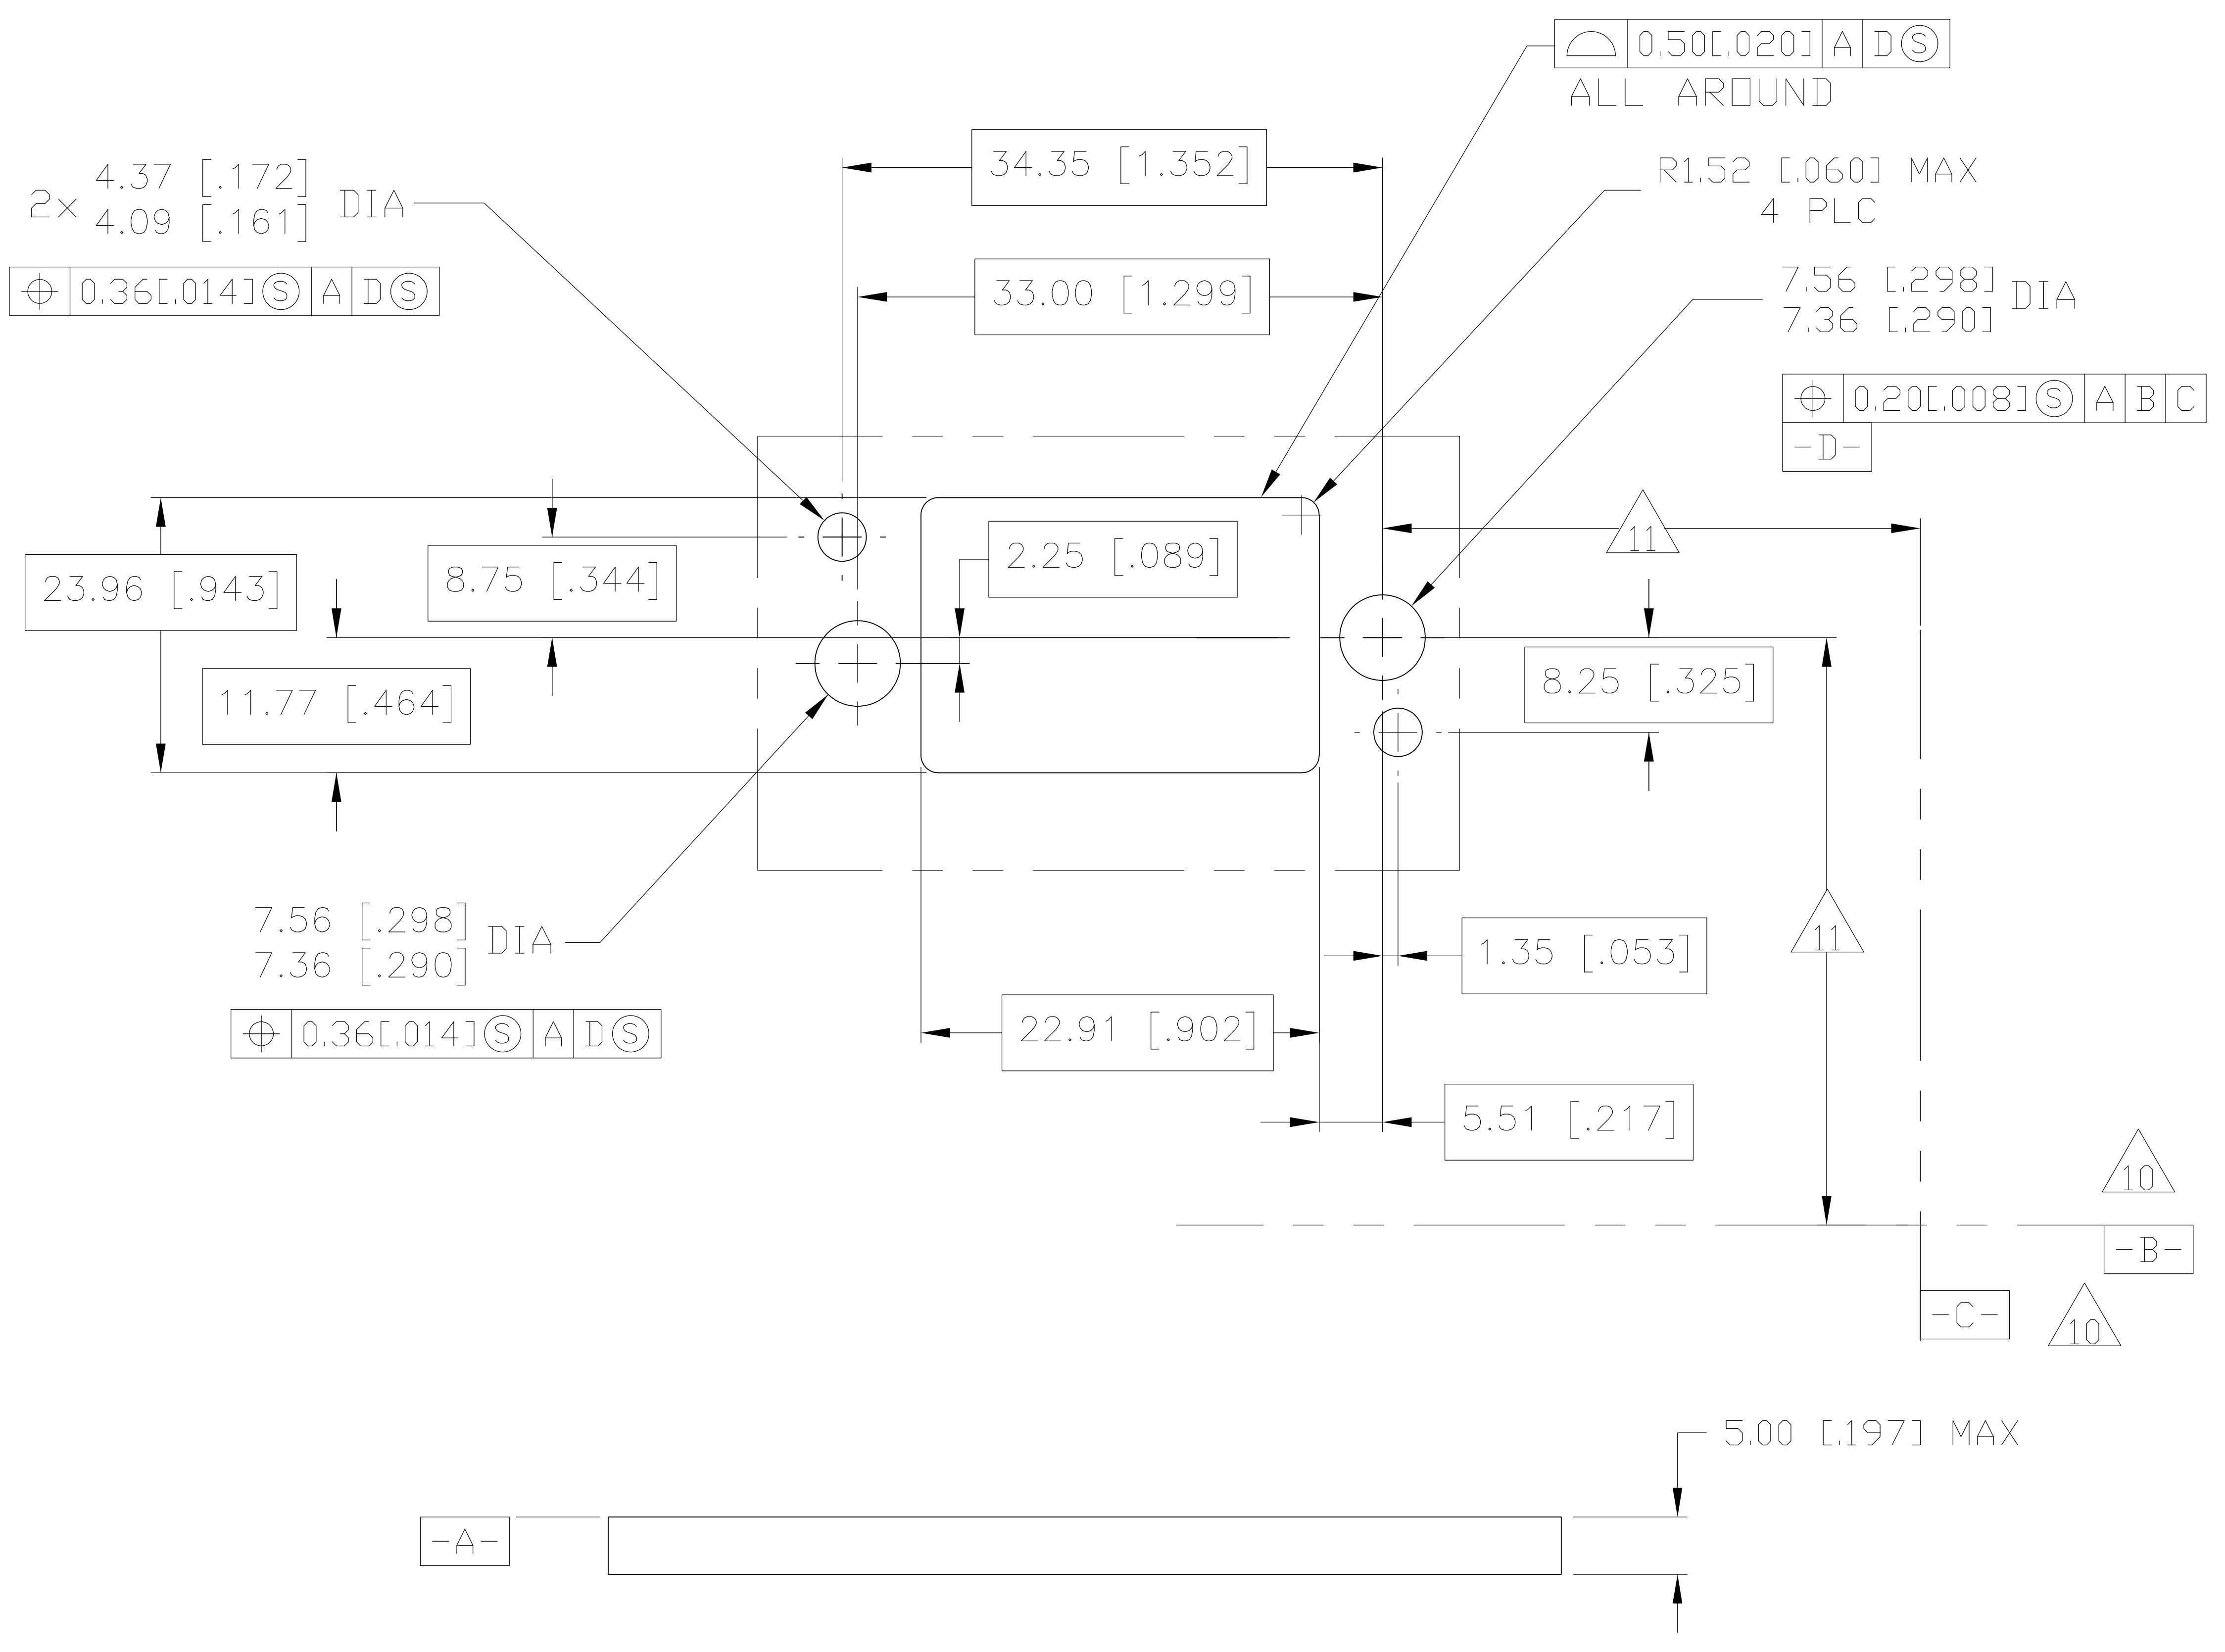 0.50[.020] A D Ⓢ
ALL AROUND
34.35 [1.352]
R1.52 [.060] MAX
4 PLC
2x 4.37 [.172]
4.09 [.161] DIA
0.36[.014]Ⓢ A DⓈ
33.00 [1.299]
7.56 [.298]
7.36 [.290] DIA
0.20[.008]Ⓢ A B C
-D-
11
2.25 [.089]
8.75 [.344]
23.96 [.943]
8.25 [.325]
11.77 [.464]
7.56 [.298]
7.36 [.290] DIA
0.36[.014]Ⓢ A DⓈ
11
1.35 [.053]
22.91 [.902]
5.51 [.217]
10
-B-
-C-
10
5.00 [.197] MAX
-A-